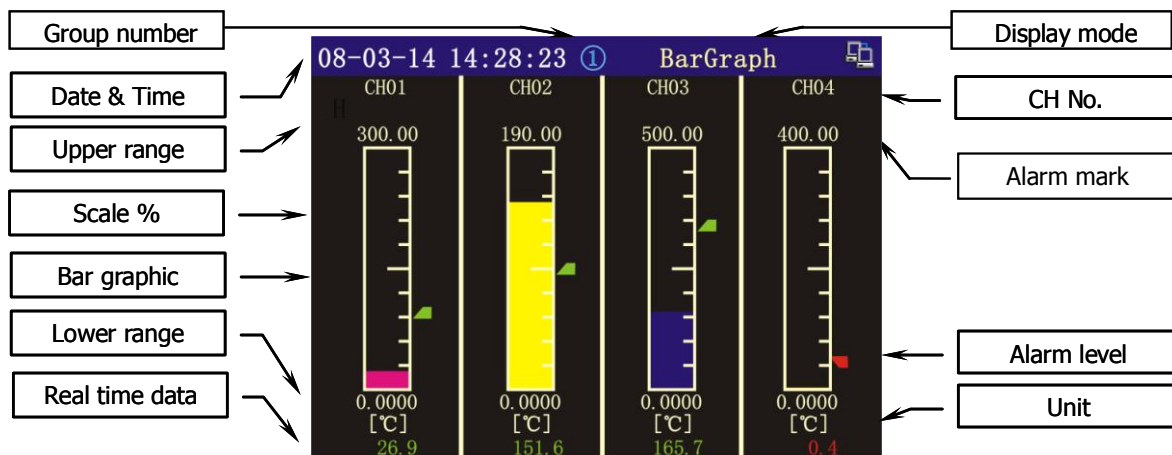 Group number
Display mode
08-03-14 14:28:23 ① BarGraph
Date & Time
CH01 CH02 CH03 CH04
CH No.
H
Upper range
300.00 190.00 500.00 400.00
Alarm mark
Scale %
Bar graphic
Lower range
Alarm level
Real time data
0.0000 0.0000 0.0000 0.0000
Unit
[℃] [℃] [℃] [℃]
26.9 151.6 165.7 0.4